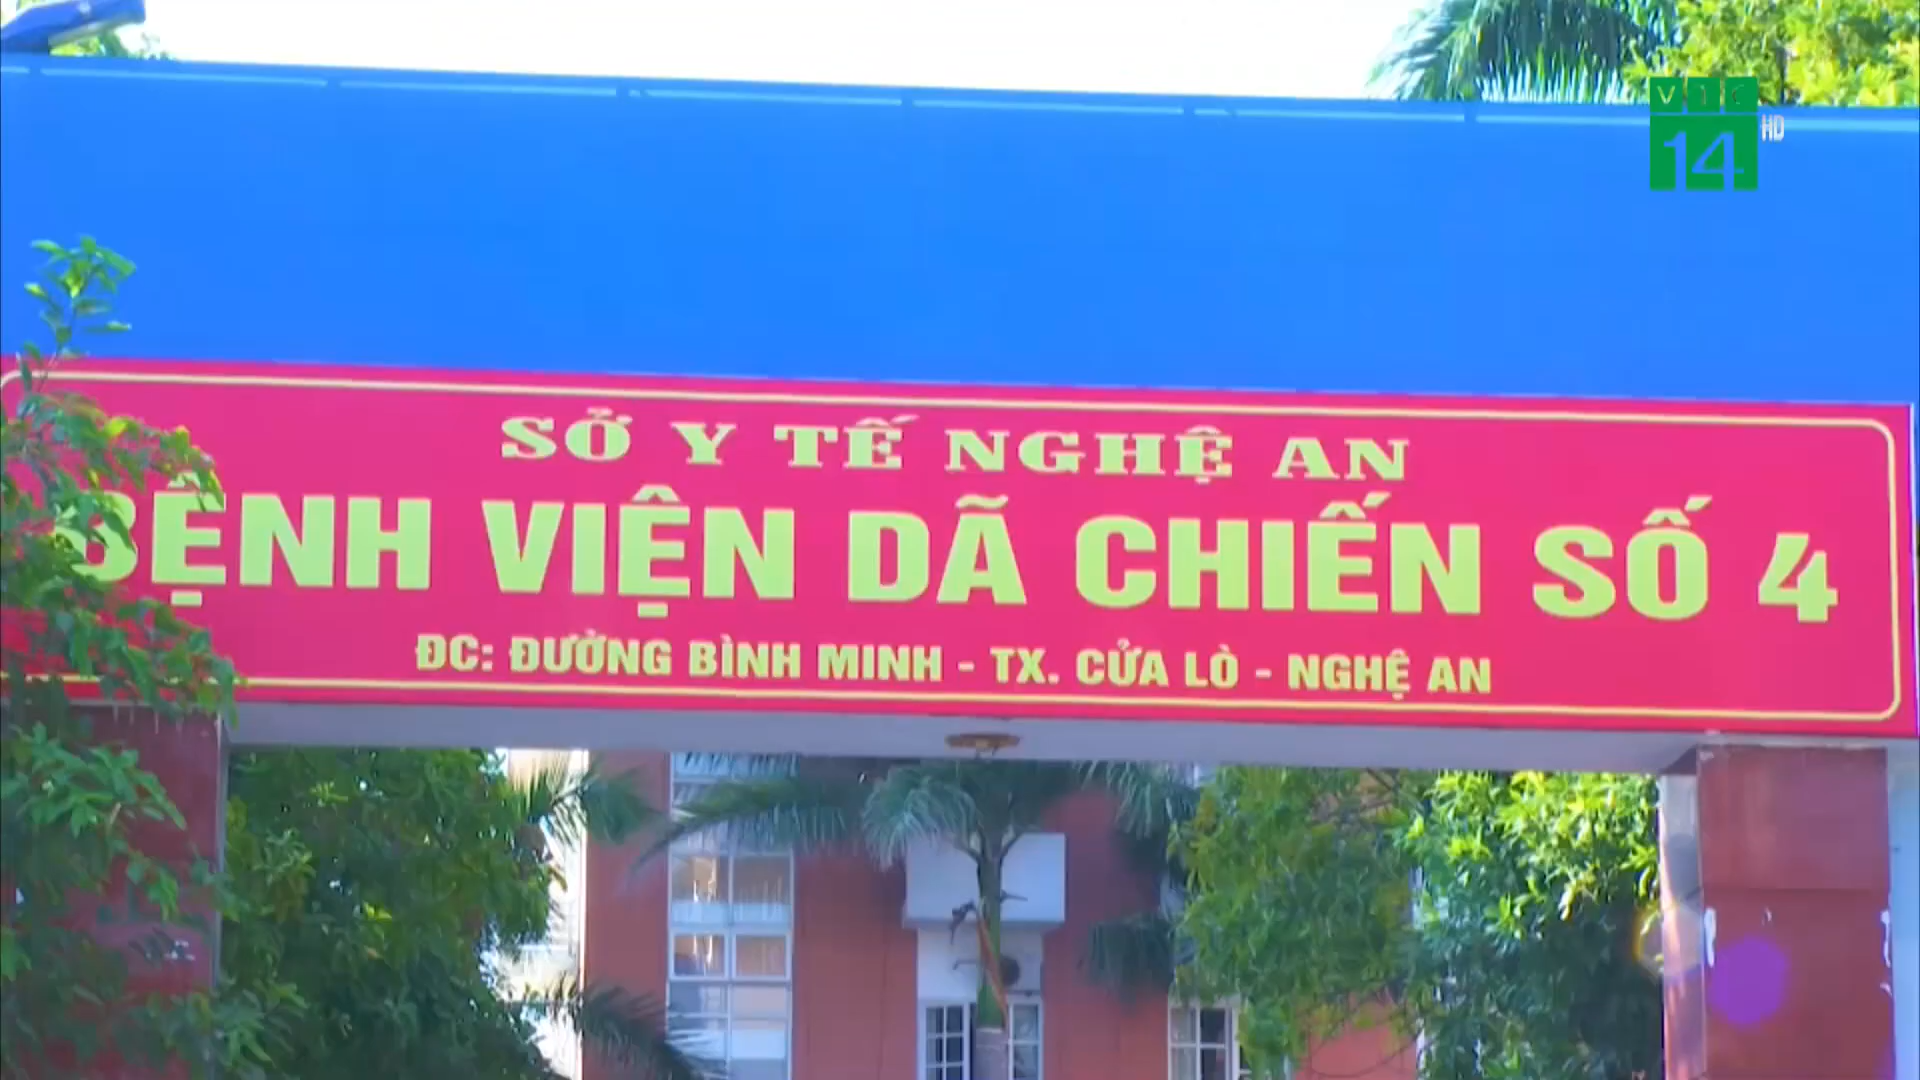 VTC
14
HD
SỞ Y TẾ NGHỆ AN
BỆNH VIỆN DÃ CHIẾN SỐ 4
ĐC: ĐƯỜNG BÌNH MINH - TX. CỬA LÒ - NGHỆ AN